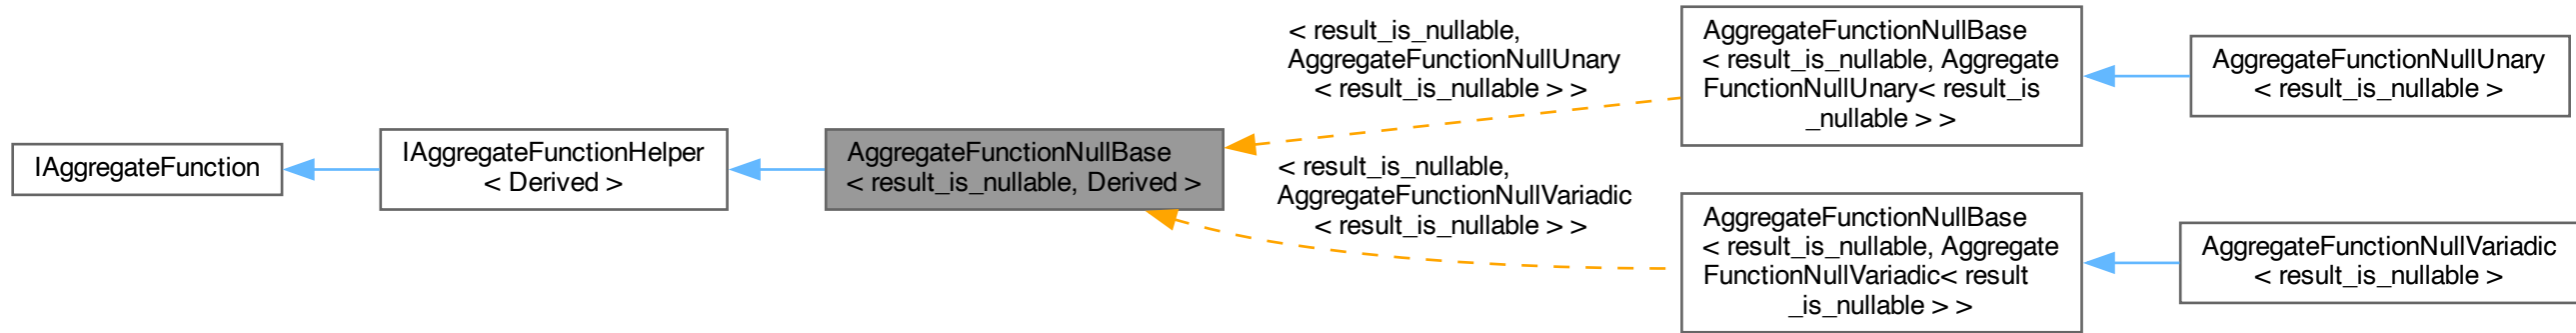 IAggregateFunction
IAggregateFunctionHelper
< Derived >
AggregateFunctionNullBase
< result_is_nullable, Derived >
< result_is_nullable,
AggregateFunctionNullUnary
< result_is_nullable > >
< result_is_nullable,
AggregateFunctionNullVariadic
< result_is_nullable > >
AggregateFunctionNullBase
< result_is_nullable, Aggregate
FunctionNullUnary< result_is
_nullable > >
AggregateFunctionNullUnary
< result_is_nullable >
AggregateFunctionNullBase
< result_is_nullable, Aggregate
FunctionNullVariadic< result
_is_nullable > >
AggregateFunctionNullVariadic
< result_is_nullable >